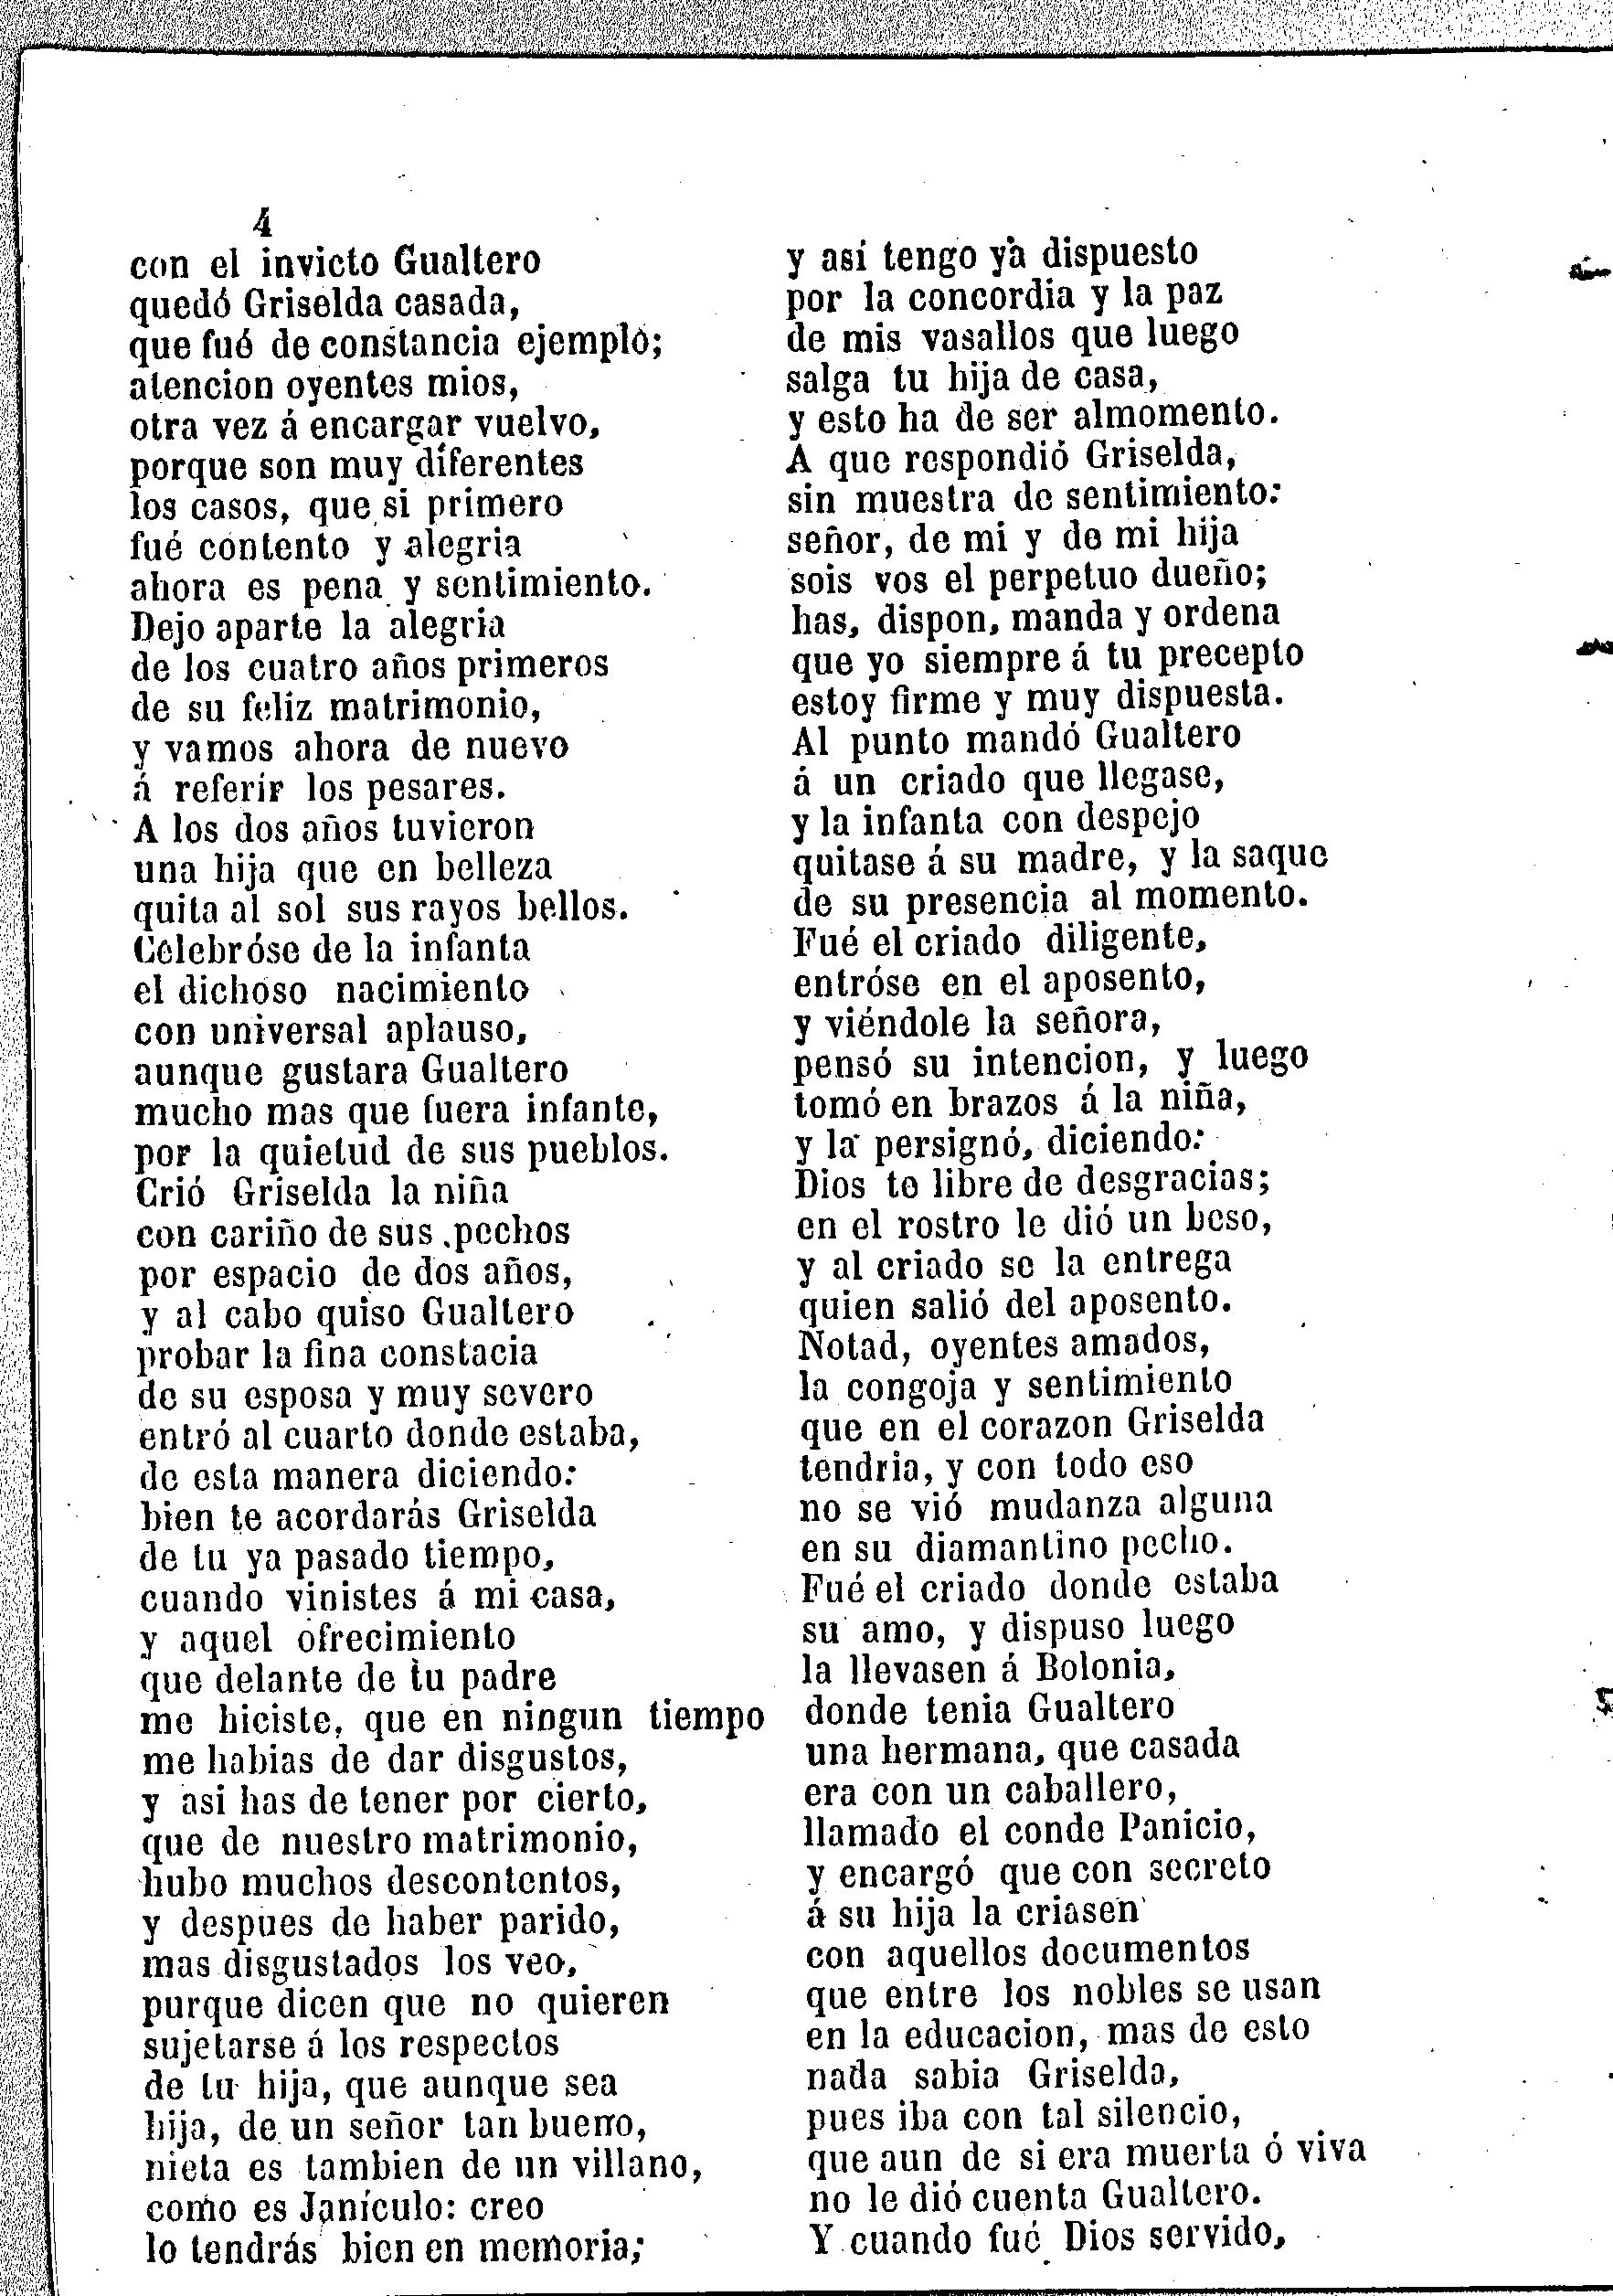 4
con el invicto Gualtero
quedó Griselda casada,
que fué de constancia ejemplo;
atencion oyentes mios,
otra vez á encargar vuelvo,
porque son muy díferentes
los casos, que si primero
fué contento y alegria
ahora es pena y sentimiento.
Dejo aparte la alegria
de los cuatro años primeros
de su feliz matrimonio,
y vamos ahora de nuevo
á referir los pesares.
A los dos años tuvieron
una hija que en belleza
quita al sol sus rayos bellos.
Celebróse de la infanta
el dichoso nacimiento
con universal aplauso,
aunque gustara Gualtero
mucho mas que fuera infante,
por la quietud de sus pueblos.
Crió Griselda la niña
con cariño de sus pechos
por espacio de dos años,
y al cabo quiso Gualtero
probar la fina constacia
de su esposa y muy severo
entró al cuarto donde estaba,
de esta manera diciendo:
bien te acordarás Griselda
de tu ya pasado tiempo,
cuando vinistes á mi casa,
y aquel ofrecimiento
que delante de tu padre
me hiciste, que en ningun tiempo
me habias de dar disgustos,
y asi has de tener por cierto,
que de nuestro matrimonio,
hubo muchos descontentos,
y despues de haber parido,
mas disgustados los veo,
purque dicen que no quieren
sujetarse á los respectos
de tu hija, que aunque sea
hija, de un señor tan bueno,
nieta es tambien de un villano,
como es Janículo: creo
lo tendrás bien en memoria;
y así tengo ya dispuesto
por la concordia y la paz
de mis vasallos que luego
salga tu hija de casa,
y esto ha de ser almomento.
A que respondió Griselda,
sin muestra de sentimiento:
señor, de mi y de mi hija
sois vos el perpetuo dueño;
has, dispon, manda y ordena
que yo siempre á tu precepto
estoy firme y muy dispuesta.
Al punto mandó Gualtero
á un criado que llegase,
y la infanta con despejo
quitase á su madre, y la saque
de su presencia al momento.
Fué el criado diligente,
entróse en el aposento,
y viéndole la señora,
pensó su intencion, y luego
tomó en brazos á la niña,
y la persignó, diciendo:
Dios te libre de desgracias;
en el rostro le dió un beso,
y al criado se la entrega
quien salió del aposento.
Notad, oyentes amados,
la congoja y sentimiento
que en el corazon Griselda
tendria, y con todo eso
no se vió mudanza alguna
en su diamantino pecho.
Fué el criado donde estaba
su amo, y dispuso luego
la llevasen á Bolonia,
donde tenia Gualtero
una hermana, que casada
era con un caballero,
llamado el conde Panicio,
y encargó que con secreto
á su hija la criasen
con aquellos documentos
que entre los nobles se usan
en la educacion, mas de esto
nada sabia Griselda,
pues iba con tal silencio,
que aun de si era muerta ó viva
no le dió cuenta Gualtero.
Y cuando fué Dios servido,